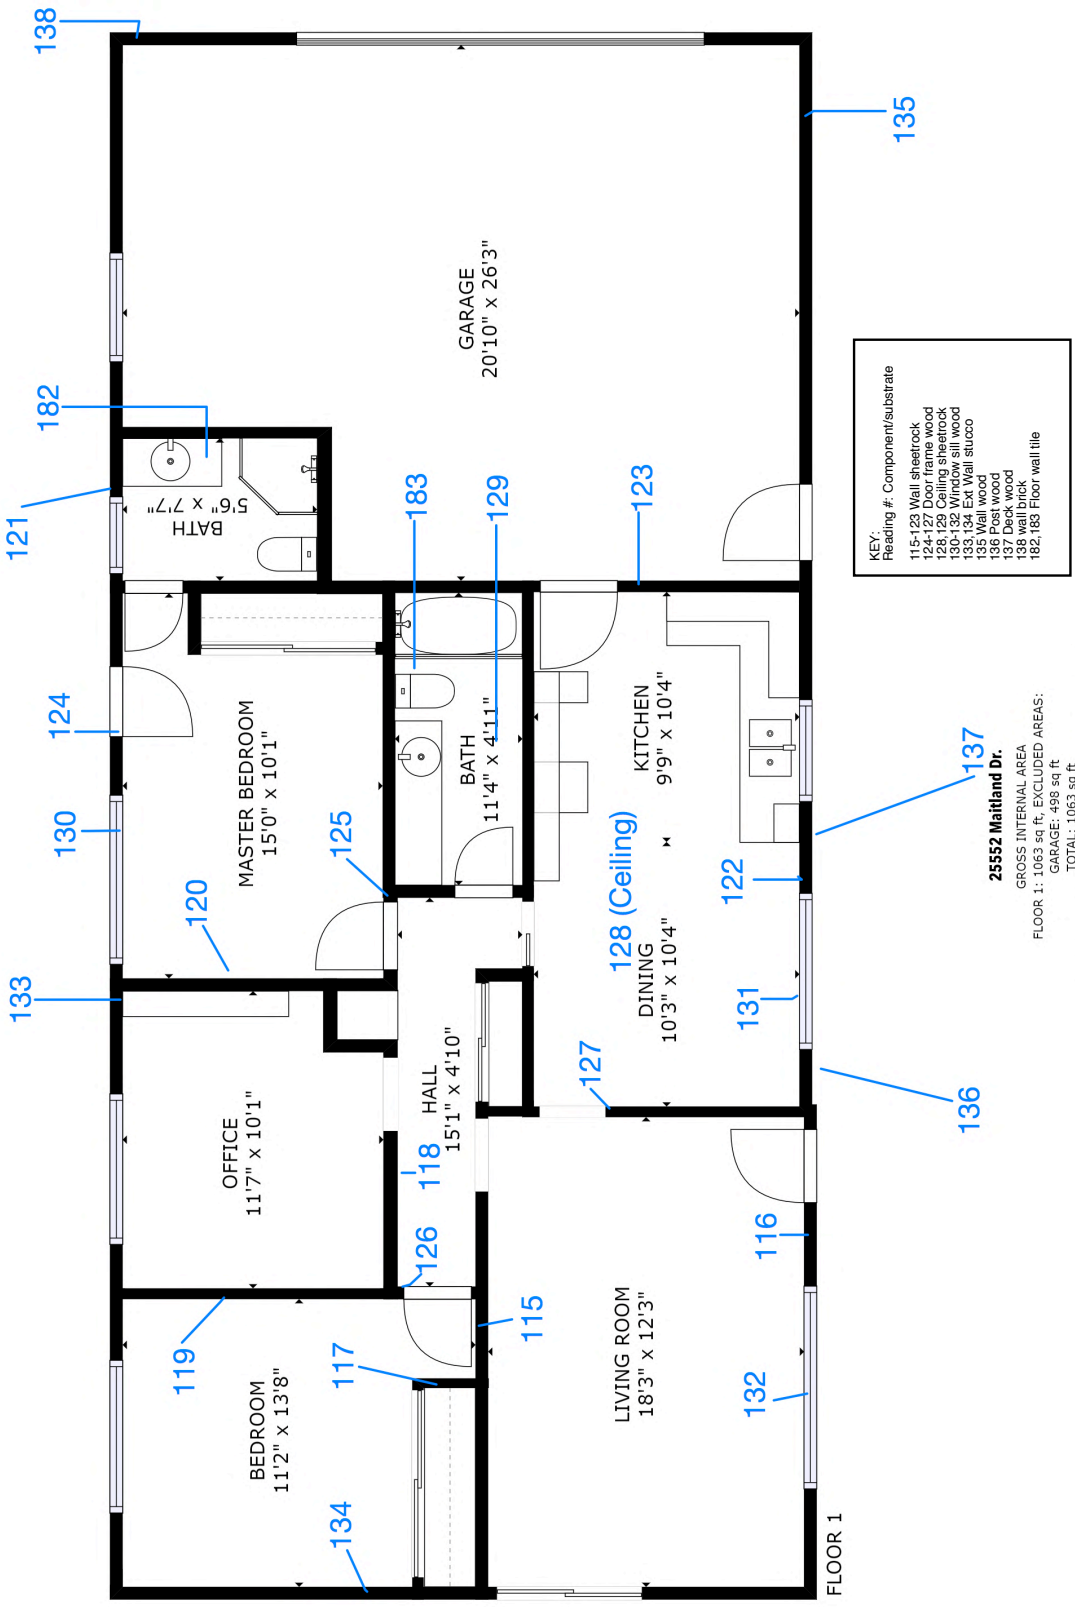 133
121
182
138
130
124
119
120
5'6" x 7'7"
BATH
OFFICE
11'7" x 10'1"
MASTER BEDROOM
15'0" x 10'1"
BEDROOM
11'2" x 13'8"
134
117
125
126
118
HALL
15'1" x 4'10"
183
GARAGE
20'10" x 26'3"
BATH
11'4" x 4'11"
129
115
127
128 (Ceiling)
LIVING ROOM
18'3" x 12'3"
DINING
10'3" x 10'4"
KITCHEN
9'9" x 10'4"
123
132
116
131
122
135
FLOOR 1
136
137
KEY:
Reading #: Component/substrate
115-123 Wall sheetrock
124-127 Door frame wood
128,129 Ceiling sheetrock
130-132 Window sill wood
133,134 Ext Wall stucco
135 Wall wood
136 Post wood
137 Deck wood
138 wall brick
182,183 Floor wall tile
25552 Maitland Dr.
GROSS INTERNAL AREA
FLOOR 1: 1063 sq ft, EXCLUDED AREAS:
GARAGE: 498 sq ft
TOTAL: 1063 sq ft